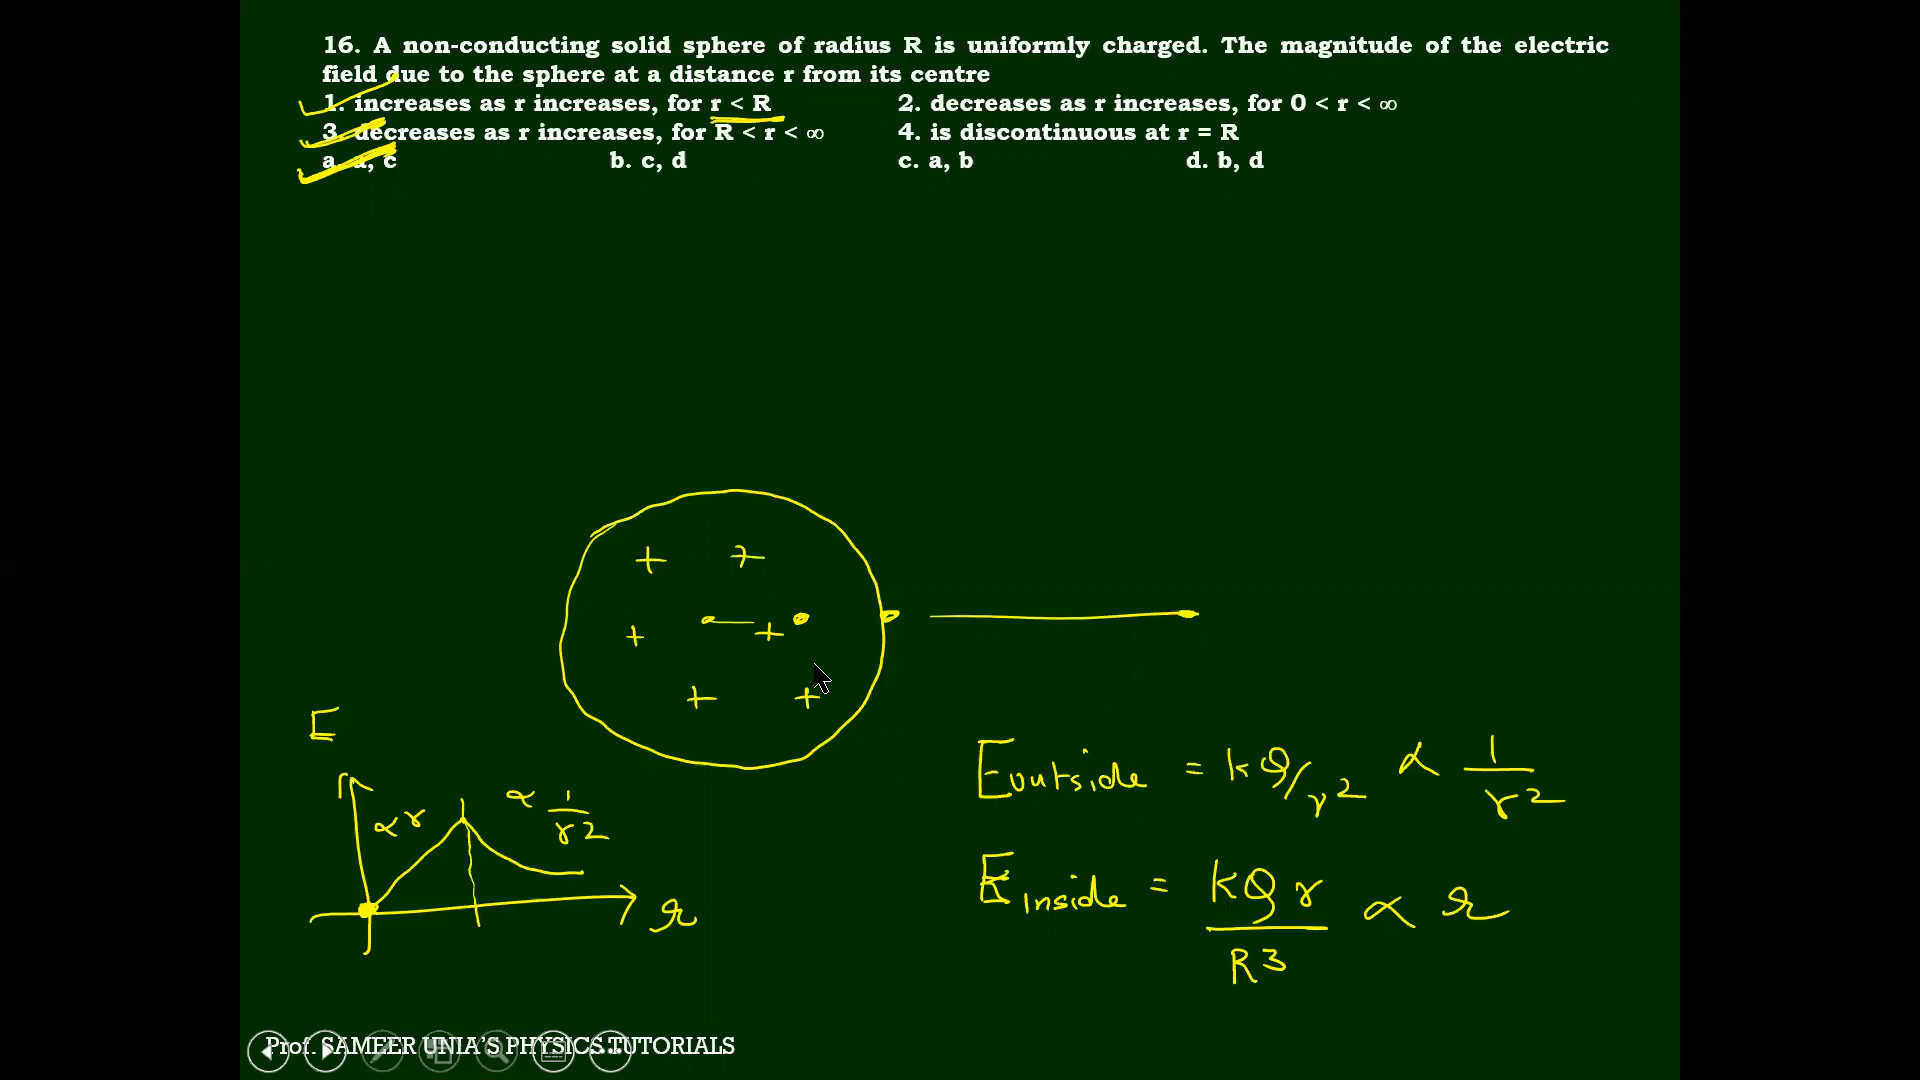 16. A non-conducting solid sphere of radius R is uniformly charged. The magnitude of the electric
field due to the sphere at a distance r from its centre
1. increases as r increases, for r < R 2. decreases as r increases, for 0 < r < ∞
3. decreases as r increases, for R < r < ∞ 4. is discontinuous at r = R
a. a, c b. c, d c. a, b d. b, d
+ +
+ +
+ +
E
∝ r ∝ 1/r2
r
Eoutside = kQ/r2 ∝ 1/r2
Einside = kQr/R3 ∝ r
Prof. SAMEER UNIA'S PHYSICS TUTORIALS